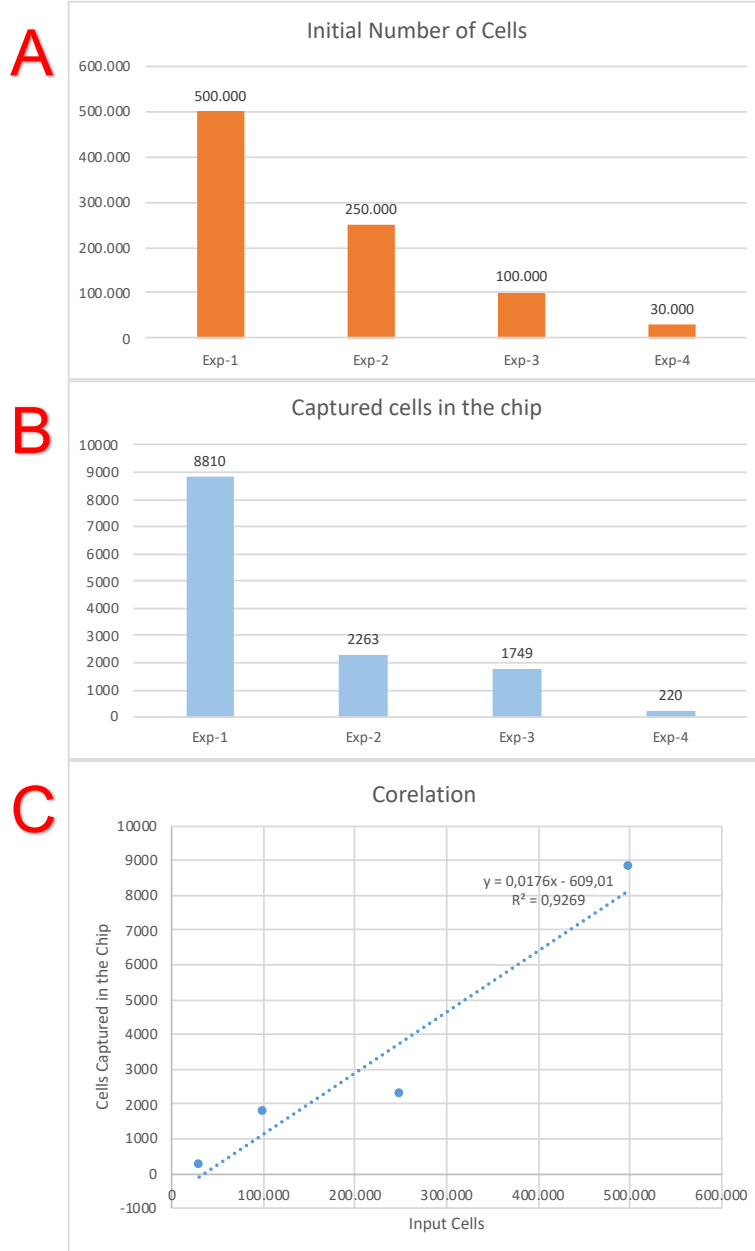 A
Initial Number of Cells
600.000
500.000
400.000
300.000
200.000
100.000
0
500.000
250.000
100.000
30.000
Exp-1
Exp-2
Exp-3
Exp-4
B
Captured cells in the chip
10000
9000
8000
7000
6000
5000
4000
3000
2000
1000
0
8810
2263
1749
220
Exp-1
Exp-2
Exp-3
Exp-4
C
Corelation
Cells Captured in the Chip
10000
9000
8000
7000
6000
5000
4000
3000
2000
1000
0
-1000
y = 0,0176x - 609,01
R² = 0,9269
0
100.000
200.000
300.000
400.000
500.000
600.000
Input Cells